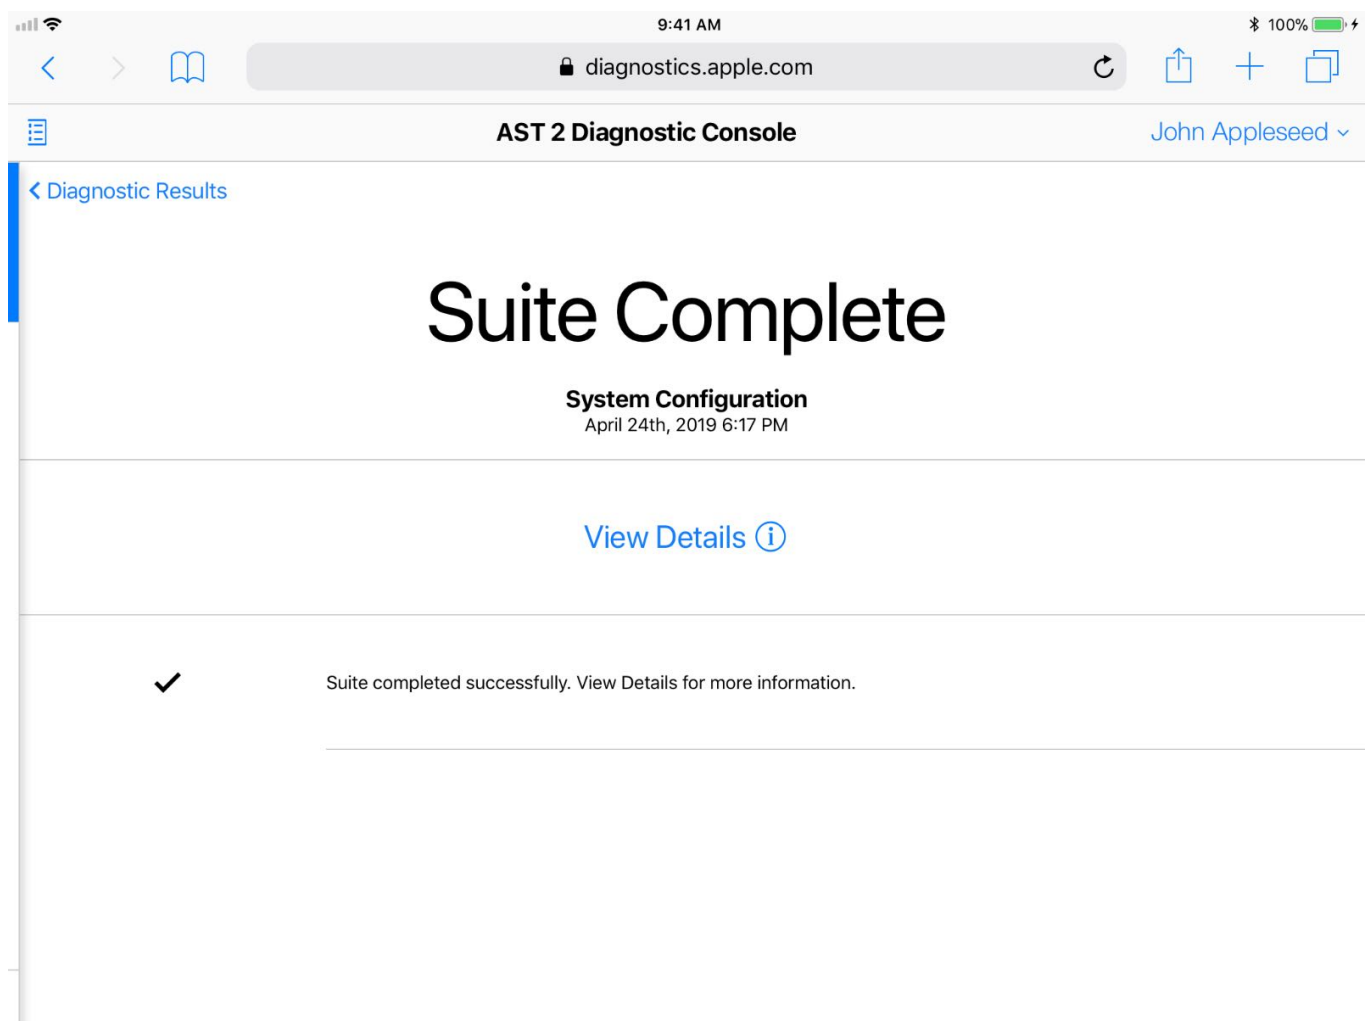 9:41 AM
100%
diagnostics.apple.com
AST 2 Diagnostic Console
John Appleseed
Diagnostic Results
Suite Complete
System Configuration
April 24th, 2019 6:17 PM
View Details
Suite completed successfully. View Details for more information.